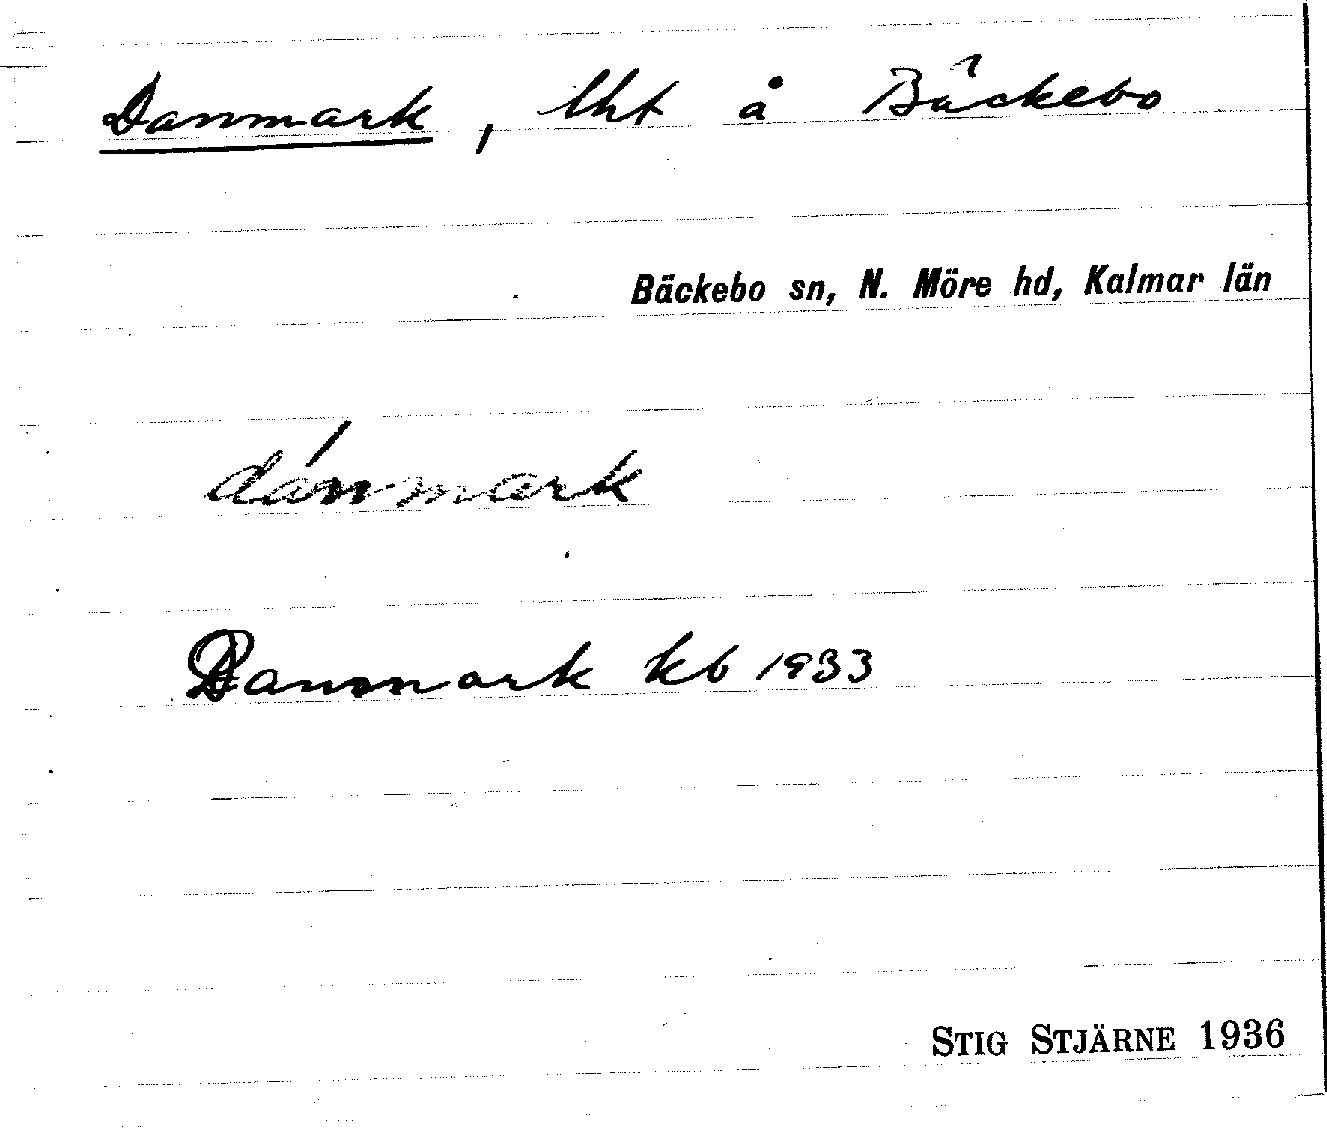 Danmark, lht å Bäckebo
Bäckebo sn, N. Möre hd, Kalmar län
dánmark
Danmark kb 1933
STIG STJÄRNE 1936